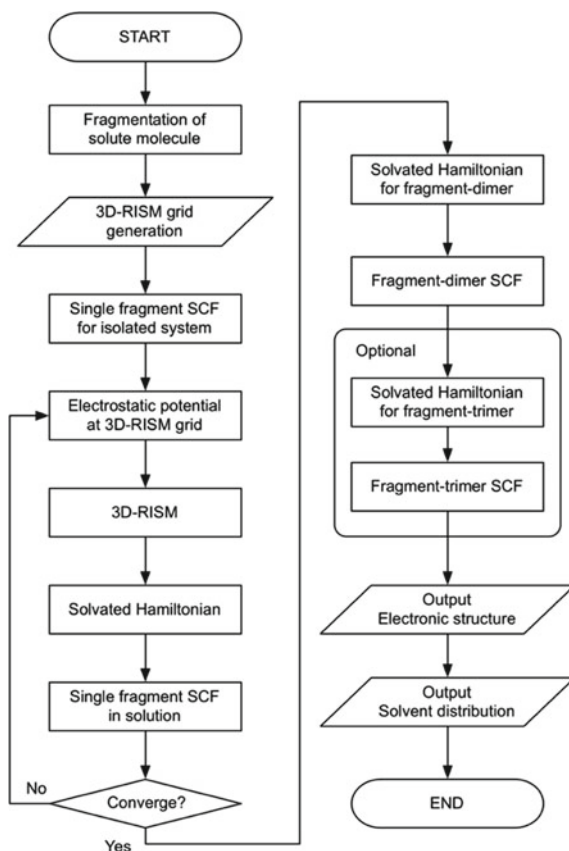 START
Fragmentation of
solute molecule
3D-RISM grid
generation
Single fragment SCF
for isolated system
Electrostatic potential
at 3D-RISM grid
3D-RISM
Solvated Hamiltonian
Single fragment SCF
in solution
No
Converge?
Yes
Solvated Hamiltonian
for fragment-dimer
Fragment-dimer SCF
Optional
Solvated Hamiltonian
for fragment-trimer
Fragment-trimer SCF
Output
Electronic structure
Output
Solvent distribution
END